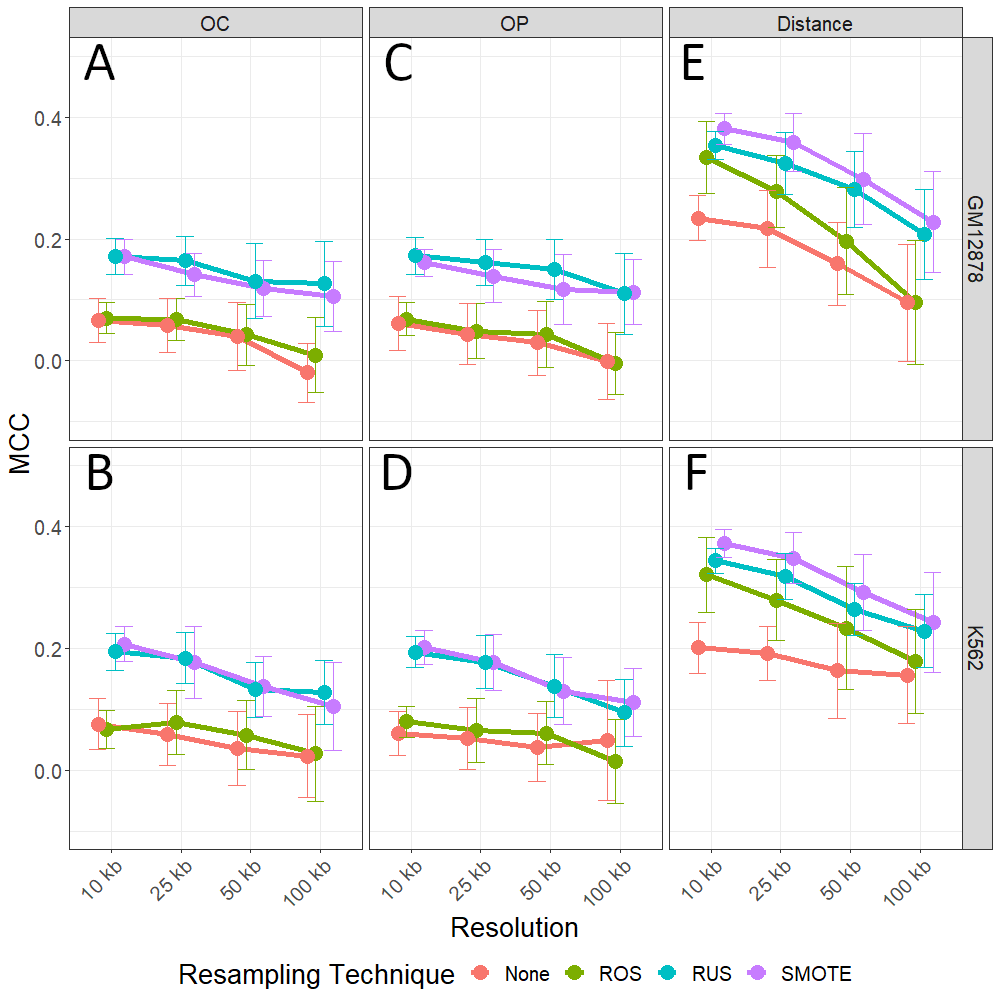 OC OP Distance
A C E
0.4
0.2
0.0
GM12878
MCC
B D F
0.4
0.2
0.0
K562
10 kb 25 kb 50 kb 100 kb 10 kb 25 kb 50 kb 100 kb 10 kb 25 kb 50 kb 100 kb
Resolution
Resampling Technique None ROS RUS SMOTE